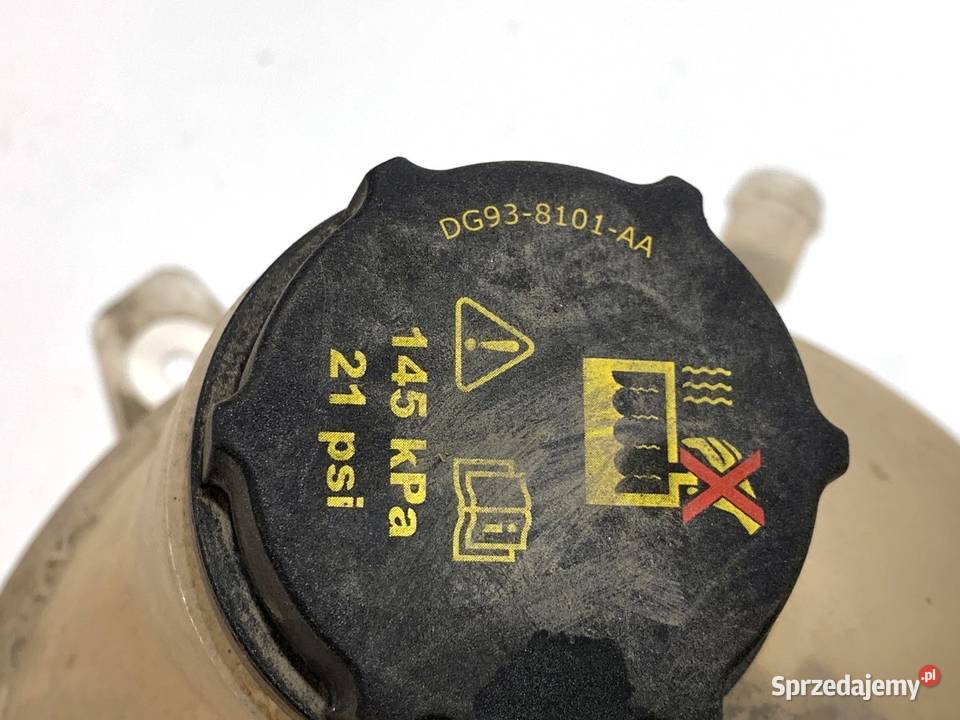 DG93-8101-AA
145 kPa
21 psi
i
Sprzedajemy.pl